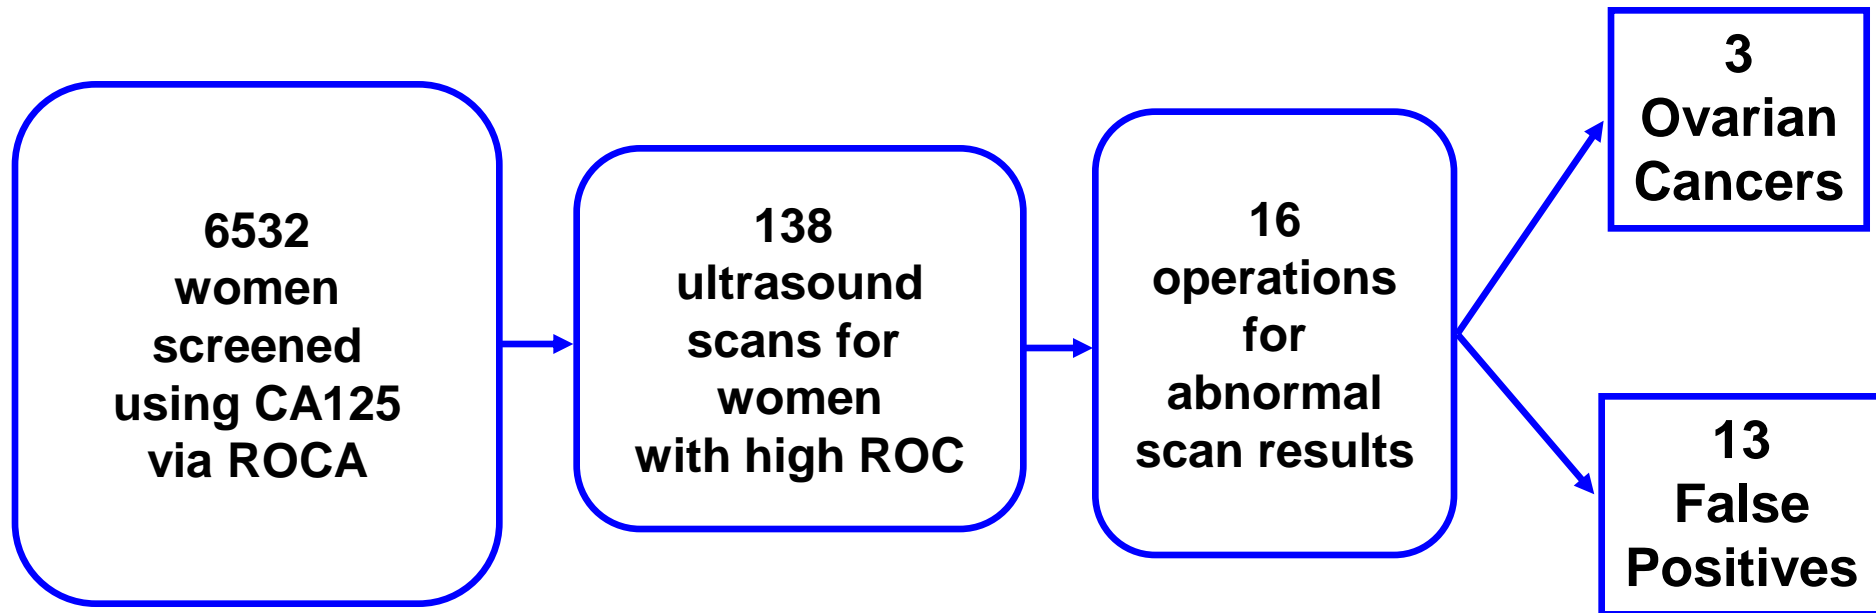 6532
women
screened
using CA125
via ROCA
138
ultrasound
scans for
women
with high ROC
16
operations
for
abnormal
scan results
3
Ovarian
Cancers
13
False
Positives